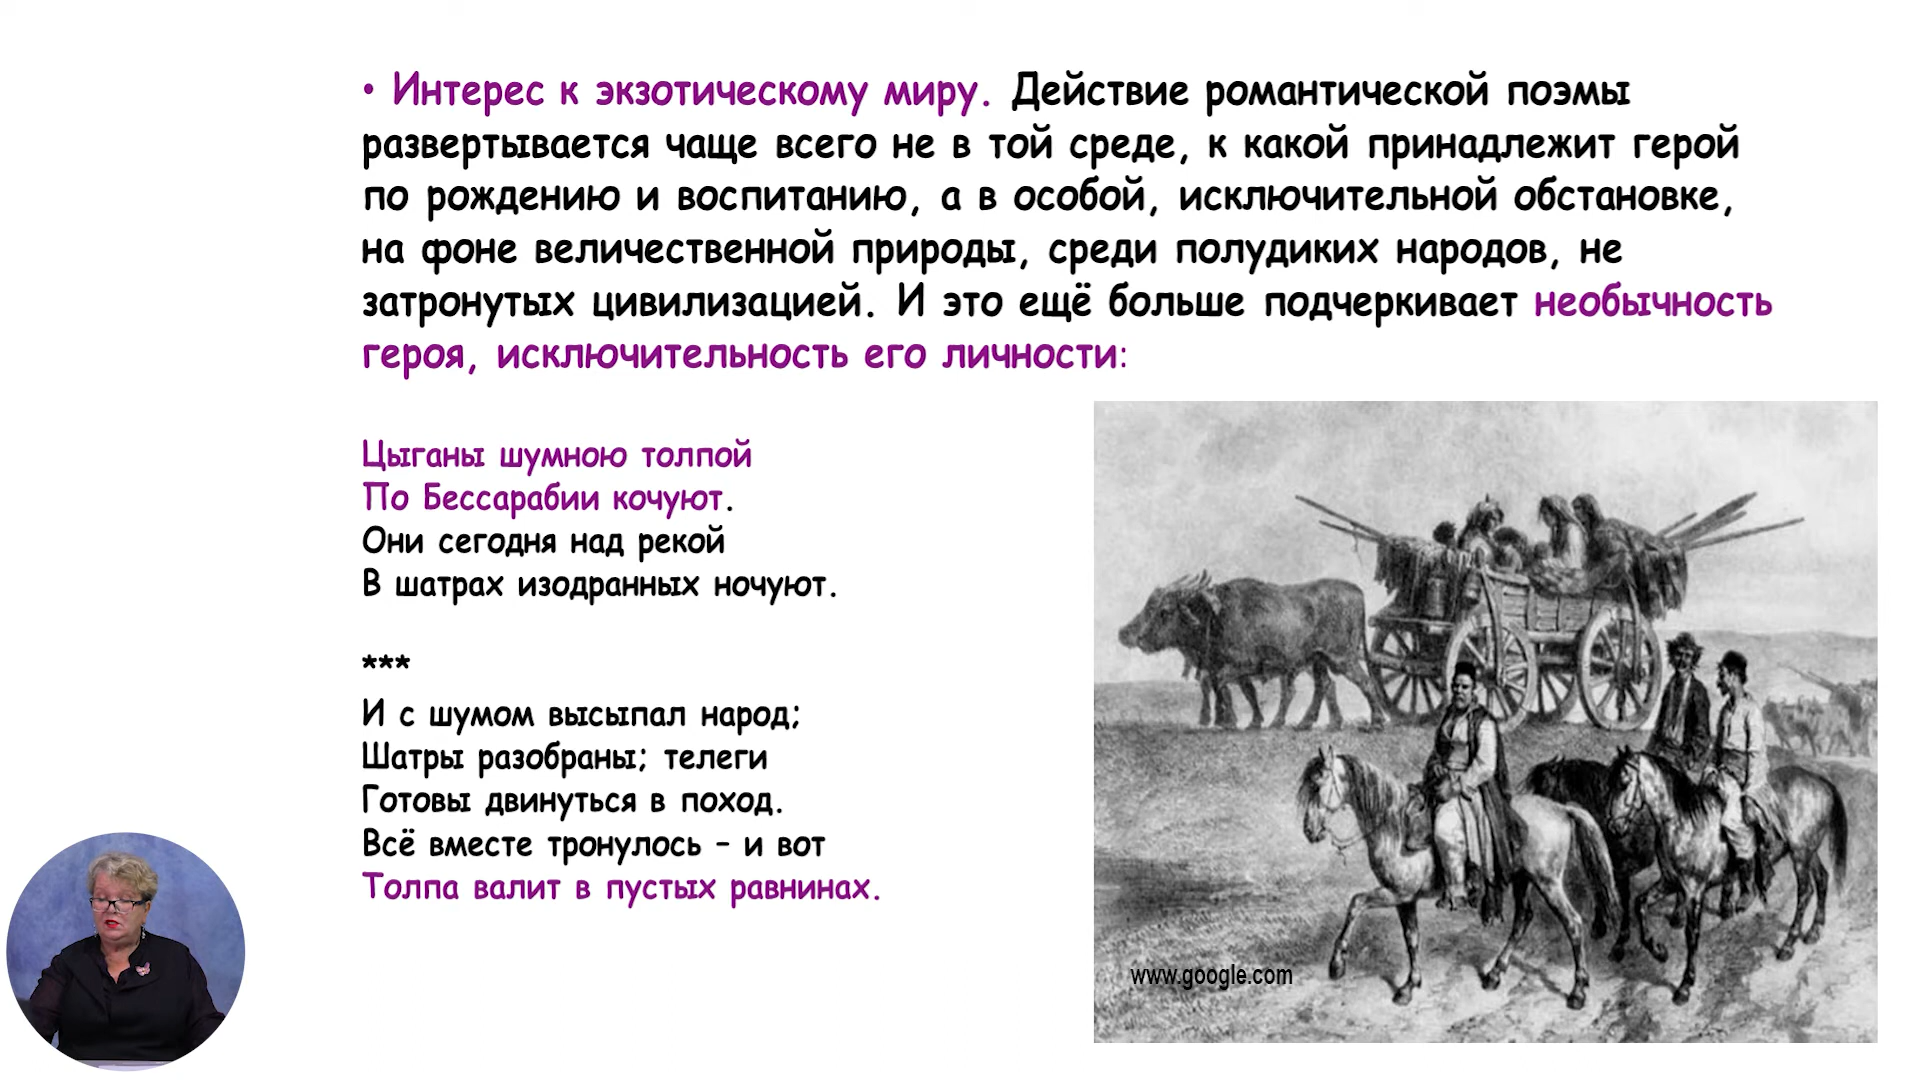 • Интерес к экзотическому миру. Действие романтической поэмы
развертывается чаще всего не в той среде, к какой принадлежит герой
по рождению и воспитанию, а в особой, исключительной обстановке,
на фоне величественной природы, среди полудиких народов, не
затронутых цивилизацией. И это ещё больше подчеркивает необычность
героя, исключительность его личности:
Цыганы шумною толпой
По Бессарабии кочуют.
Они сегодня над рекой
В шатрах изодранных ночуют.
***
И с шумом высыпал народ;
Шатры разобраны; телеги
Готовы двинуться в поход.
Всё вместе тронулось – и вот
Толпа валит в пустых равнинах.
www.google.com